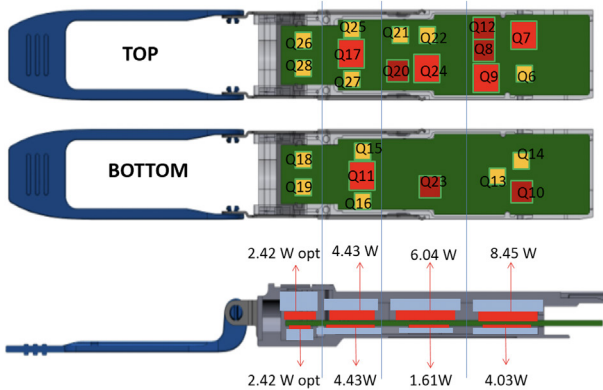 TOP
Q26
Q28
Q25
Q17
Q27
Q21
Q22
Q20
Q24
Q12
Q8
Q9
Q7
Q6
BOTTOM
Q18
Q19
Q15
Q11
Q16
Q23
Q14
Q13
Q10
2.42 W opt
4.43 W
6.04 W
8.45 W
2.42 W opt
4.43W
1.61W
4.03W